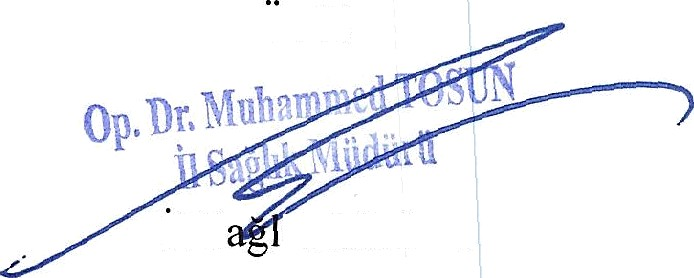 Op. Dr. Muhammed TOSUN
İl Sağlık Müdürü
ağl